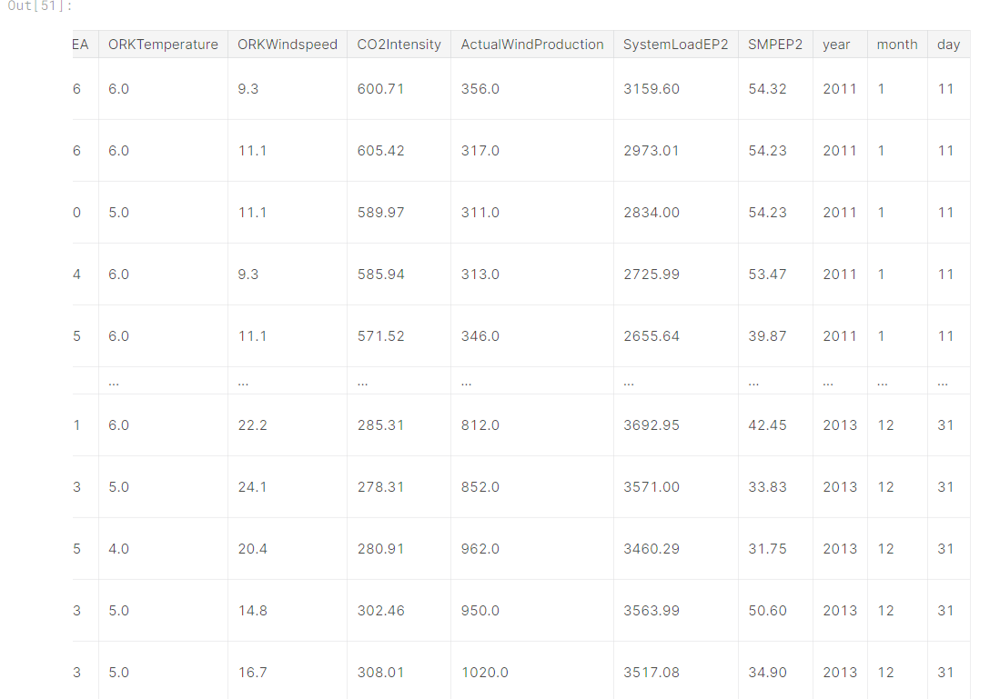 Out[51]:
EA ORKTemperature ORKWindspeed CO2Intensity ActualWindProduction SystemLoadEP2 SMPEP2 year month day
6 6.0 9.3 600.71 356.0 3159.60 54.32 2011 1 11
6 6.0 11.1 605.42 317.0 2973.01 54.23 2011 1 11
0 5.0 11.1 589.97 311.0 2834.00 54.23 2011 1 11
4 6.0 9.3 585.94 313.0 2725.99 53.47 2011 1 11
5 6.0 11.1 571.52 346.0 2655.64 39.87 2011 1 11
... ... ... ... ... ... ... ... ...
1 6.0 22.2 285.31 812.0 3692.95 42.45 2013 12 31
3 5.0 24.1 278.31 852.0 3571.00 33.83 2013 12 31
5 4.0 20.4 280.91 962.0 3460.29 31.75 2013 12 31
3 5.0 14.8 302.46 950.0 3563.99 50.60 2013 12 31
3 5.0 16.7 308.01 1020.0 3517.08 34.90 2013 12 31